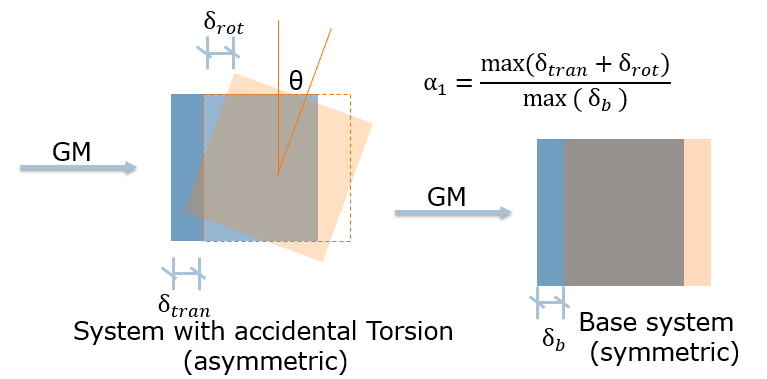 δrot
θ
α1 = max(δtran + δrot) / max ( δb )
GM
GM
δtran
δb
System with accidental Torsion
(asymmetric)
Base system
(symmetric)